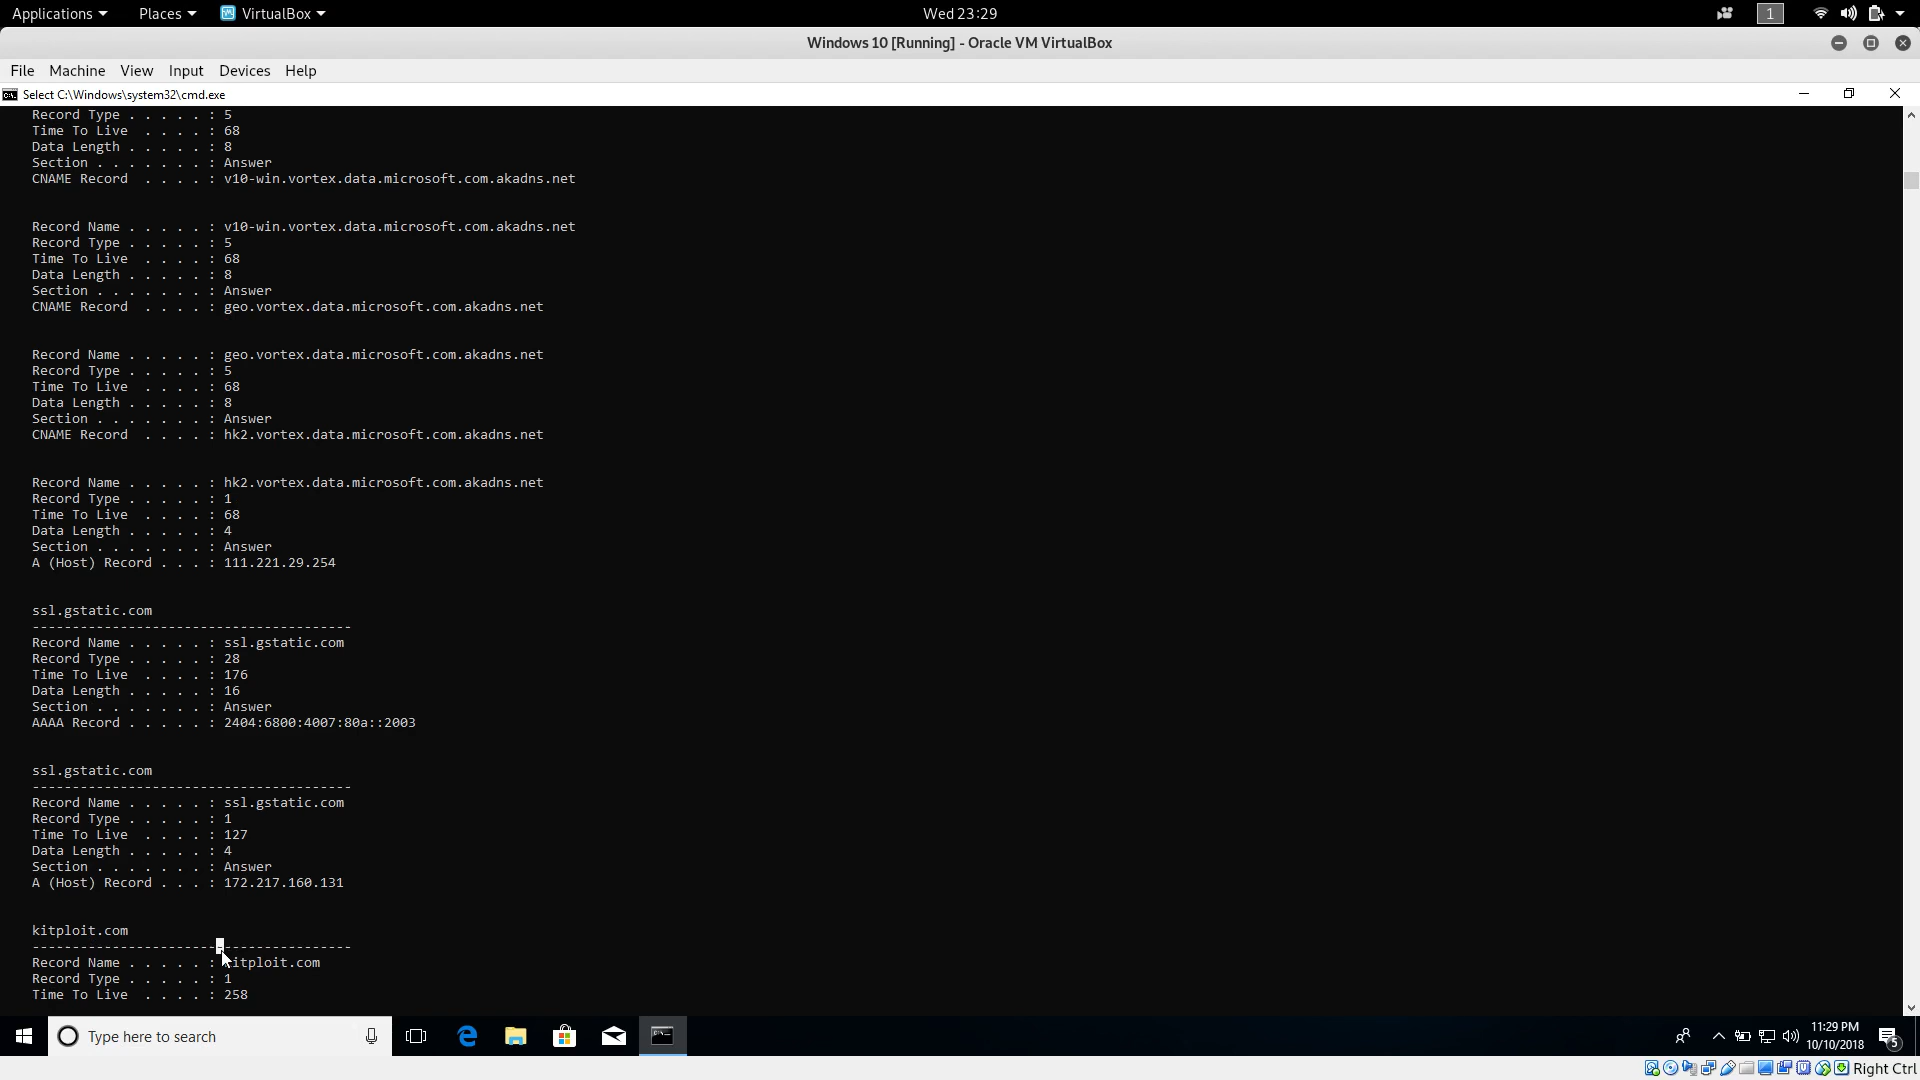 Applications Places VirtualBox Wed 23:29 1
Windows 10 [Running] - Oracle VM VirtualBox
File Machine View Input Devices Help
Select C:\Windows\system32\cmd.exe
Record Type . . . . . : 5
Time To Live  . . . . : 68
Data Length . . . . . : 8
Section . . . . . . . : Answer
CNAME Record  . . . . : v10-win.vortex.data.microsoft.com.akadns.net
Record Name . . . . . : v10-win.vortex.data.microsoft.com.akadns.net
Record Type . . . . . : 5
Time To Live  . . . . : 68
Data Length . . . . . : 8
Section . . . . . . . : Answer
CNAME Record  . . . . : geo.vortex.data.microsoft.com.akadns.net
Record Name . . . . . : geo.vortex.data.microsoft.com.akadns.net
Record Type . . . . . : 5
Time To Live  . . . . : 68
Data Length . . . . . : 8
Section . . . . . . . : Answer
CNAME Record  . . . . : hk2.vortex.data.microsoft.com.akadns.net
Record Name . . . . . : hk2.vortex.data.microsoft.com.akadns.net
Record Type . . . . . : 1
Time To Live  . . . . : 68
Data Length . . . . . : 4
Section . . . . . . . : Answer
A (Host) Record . . . : 111.221.29.254
ssl.gstatic.com
----------------------------------------
Record Name . . . . . : ssl.gstatic.com
Record Type . . . . . : 28
Time To Live  . . . . : 176
Data Length . . . . . : 16
Section . . . . . . . : Answer
AAAA Record . . . . . : 2404:6800:4007:80a::2003
ssl.gstatic.com
----------------------------------------
Record Name . . . . . : ssl.gstatic.com
Record Type . . . . . : 1
Time To Live  . . . . : 127
Data Length . . . . . : 4
Section . . . . . . . : Answer
A (Host) Record . . . : 172.217.160.131
kitploit.com
----------------------------------------
Record Name . . . . . : kitploit.com
Record Type . . . . . : 1
Time To Live  . . . . : 258
Type here to search
11:29 PM
10/10/2018
5
Right Ctrl